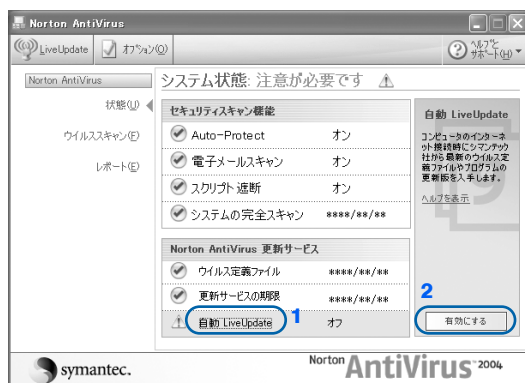 Norton AntiVirus
LiveUpdate オプション(O) ヘルプとサポート(H)
Norton AntiVirus
状態(U)
ウイルススキャン(F)
レポート(E)
システム状態: 注意が必要です
セキュリティスキャン機能
Auto-Protect オン
電子メールスキャン オン
スクリプト遮断 オン
システムの完全スキャン ****/**/**
Norton AntiVirus 更新サービス
ウイルス定義ファイル ****/**/**
更新サービスの期限 ****/**/**
自動 LiveUpdate 1 オフ
自動 LiveUpdate
コンピュータのインターネ
ット接続時にシマンテック
社から最新のウイルス定
義ファイルやプログラムの
更新版を入手します。
ヘルプを表示
2
有効にする
symantec.
Norton AntiVirus 2004